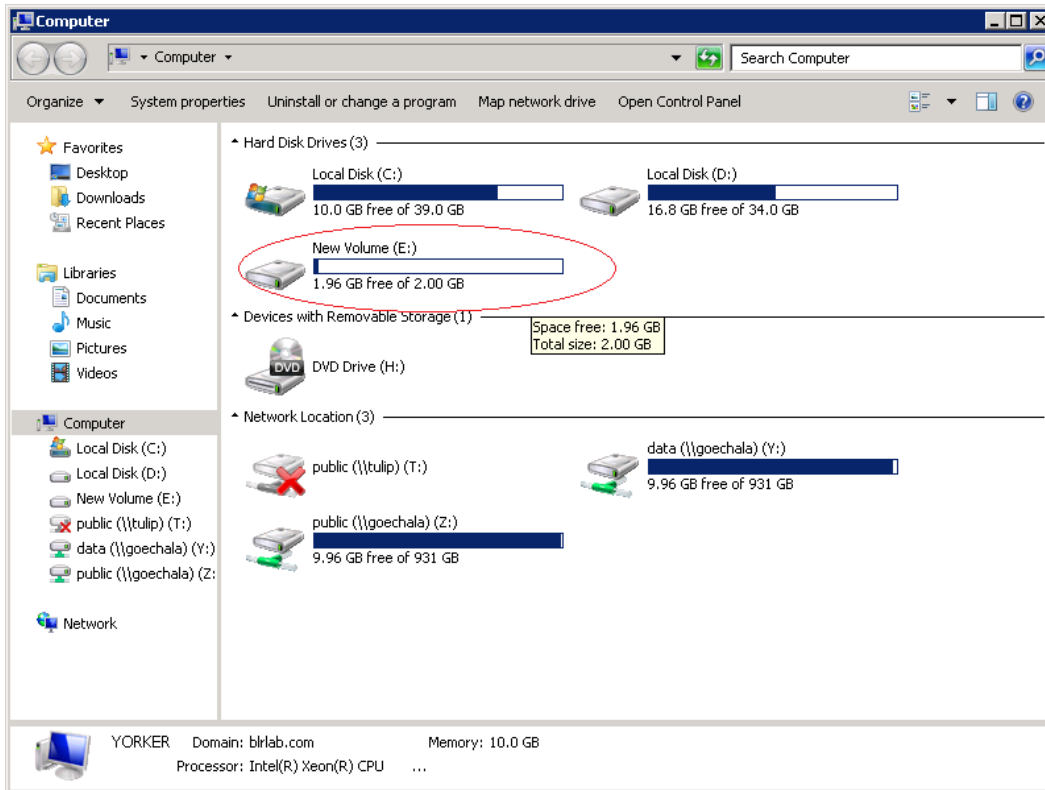 Computer
Computer
Search Computer
Organize System properties Uninstall or change a program Map network drive Open Control Panel
Favorites
Desktop
Downloads
Recent Places
Libraries
Documents
Music
Pictures
Videos
Computer
Local Disk (C:)
Local Disk (D:)
New Volume (E:)
public (\\tulip) (T:)
data (\\goechala) (Y:)
public (\\goechala) (Z:
Network
Hard Disk Drives (3)
Local Disk (C:)
10.0 GB free of 39.0 GB
Local Disk (D:)
16.8 GB free of 34.0 GB
New Volume (E:)
1.96 GB free of 2.00 GB
Devices with Removable Storage (1)
Space free: 1.96 GB
Total size: 2.00 GB
DVD
DVD Drive (H:)
Network Location (3)
public (\\tulip) (T:)
data (\\goechala) (Y:)
9.96 GB free of 931 GB
public (\\goechala) (Z:)
9.96 GB free of 931 GB
YORKER Domain: blrlab.com Memory: 10.0 GB
Processor: Intel(R) Xeon(R) CPU ...